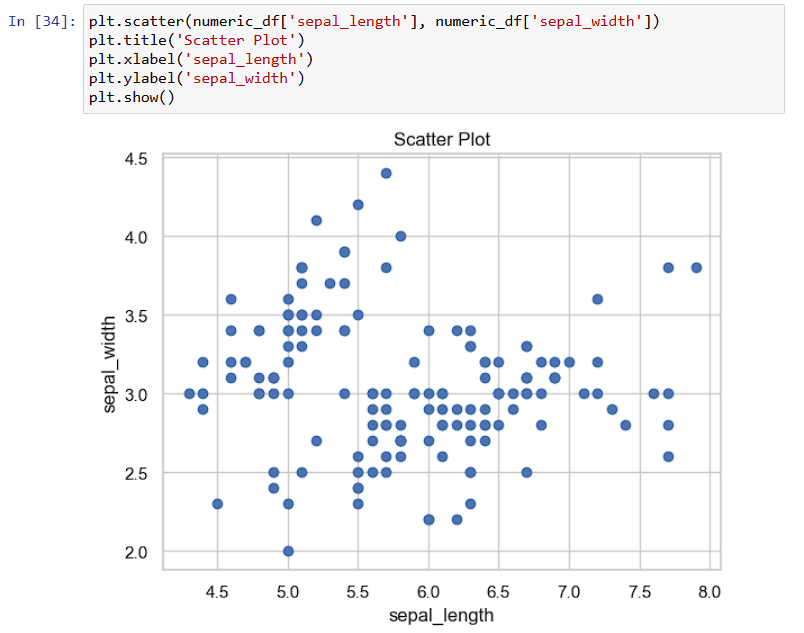 In [34]: plt.scatter(numeric_df['sepal_length'], numeric_df['sepal_width'])
plt.title('Scatter Plot')
plt.xlabel('sepal_length')
plt.ylabel('sepal_width')
plt.show()
Scatter Plot
4.5
4.0
3.5
3.0
2.5
2.0
sepal_width
4.5 5.0 5.5 6.0 6.5 7.0 7.5 8.0
sepal_length